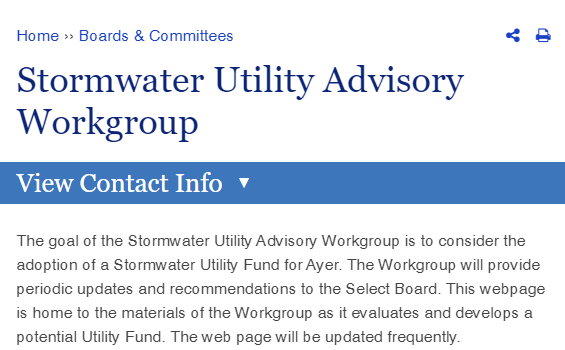 Home ›› Boards & Committees
Stormwater Utility Advisory
Workgroup
View Contact Info ▼
The goal of the Stormwater Utility Advisory Workgroup is to consider the
adoption of a Stormwater Utility Fund for Ayer. The Workgroup will provide
periodic updates and recommendations to the Select Board. This webpage
is home to the materials of the Workgroup as it evaluates and develops a
potential Utility Fund. The web page will be updated frequently.